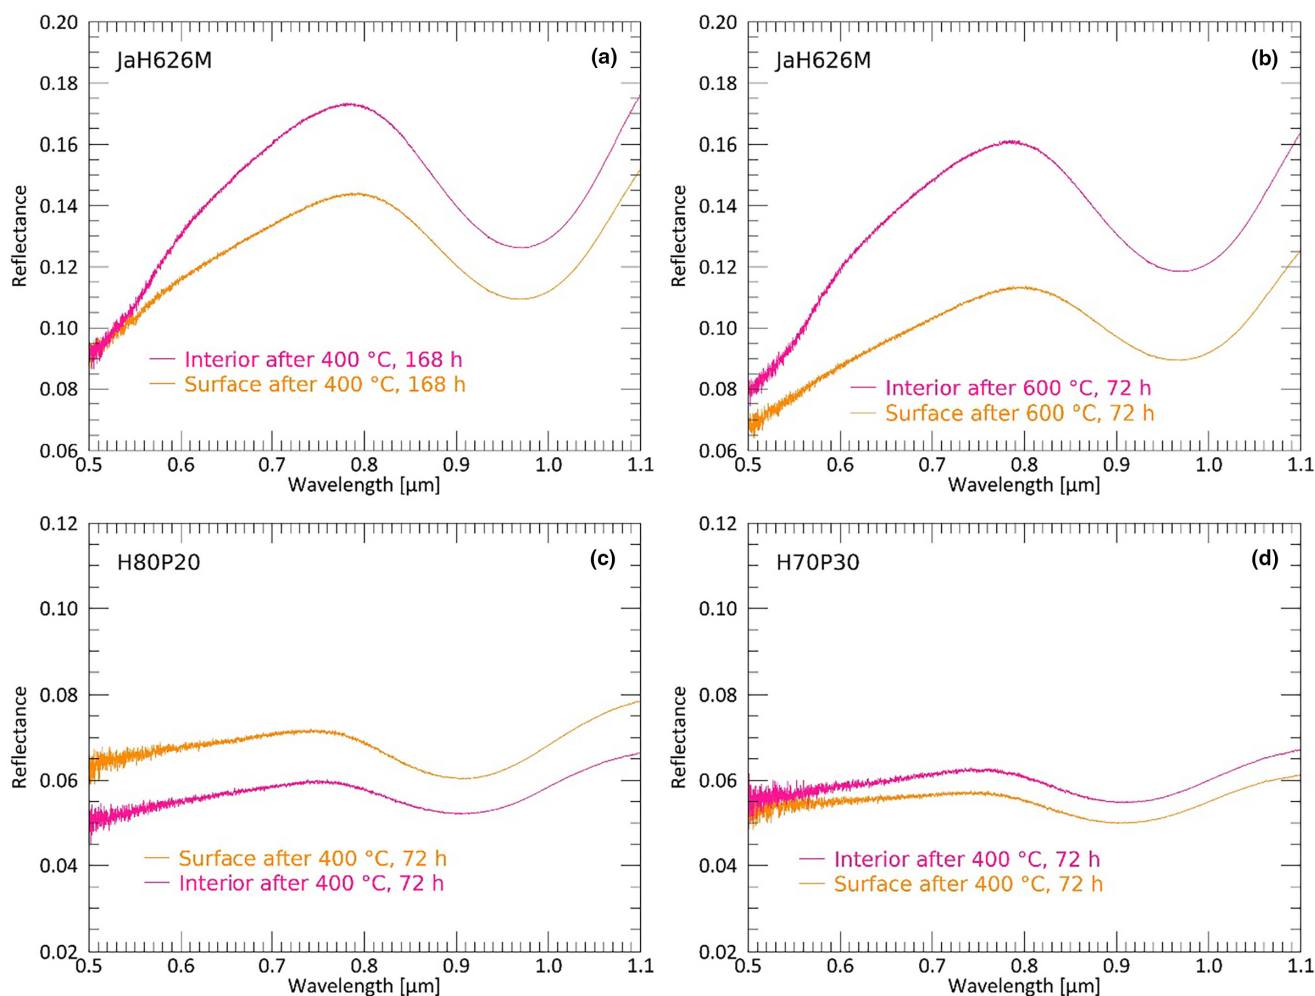 JaH626M
(a)
0.20
0.18
0.16
0.14
0.12
0.10
0.08
0.06
Reflectance
Interior after 400 °C, 168 h
Surface after 400 °C, 168 h
0.5 0.6 0.7 0.8 0.9 1.0 1.1
Wavelength [μm]
JaH626M
(b)
0.20
0.18
0.16
0.14
0.12
0.10
0.08
0.06
Reflectance
Interior after 600 °C, 72 h
Surface after 600 °C, 72 h
0.5 0.6 0.7 0.8 0.9 1.0 1.1
Wavelength [μm]
H80P20
(c)
0.12
0.10
0.08
0.06
0.04
0.02
Reflectance
Surface after 400 °C, 72 h
Interior after 400 °C, 72 h
0.5 0.6 0.7 0.8 0.9 1.0 1.1
Wavelength [μm]
H70P30
(d)
0.12
0.10
0.08
0.06
0.04
0.02
Reflectance
Interior after 400 °C, 72 h
Surface after 400 °C, 72 h
0.5 0.6 0.7 0.8 0.9 1.0 1.1
Wavelength [μm]